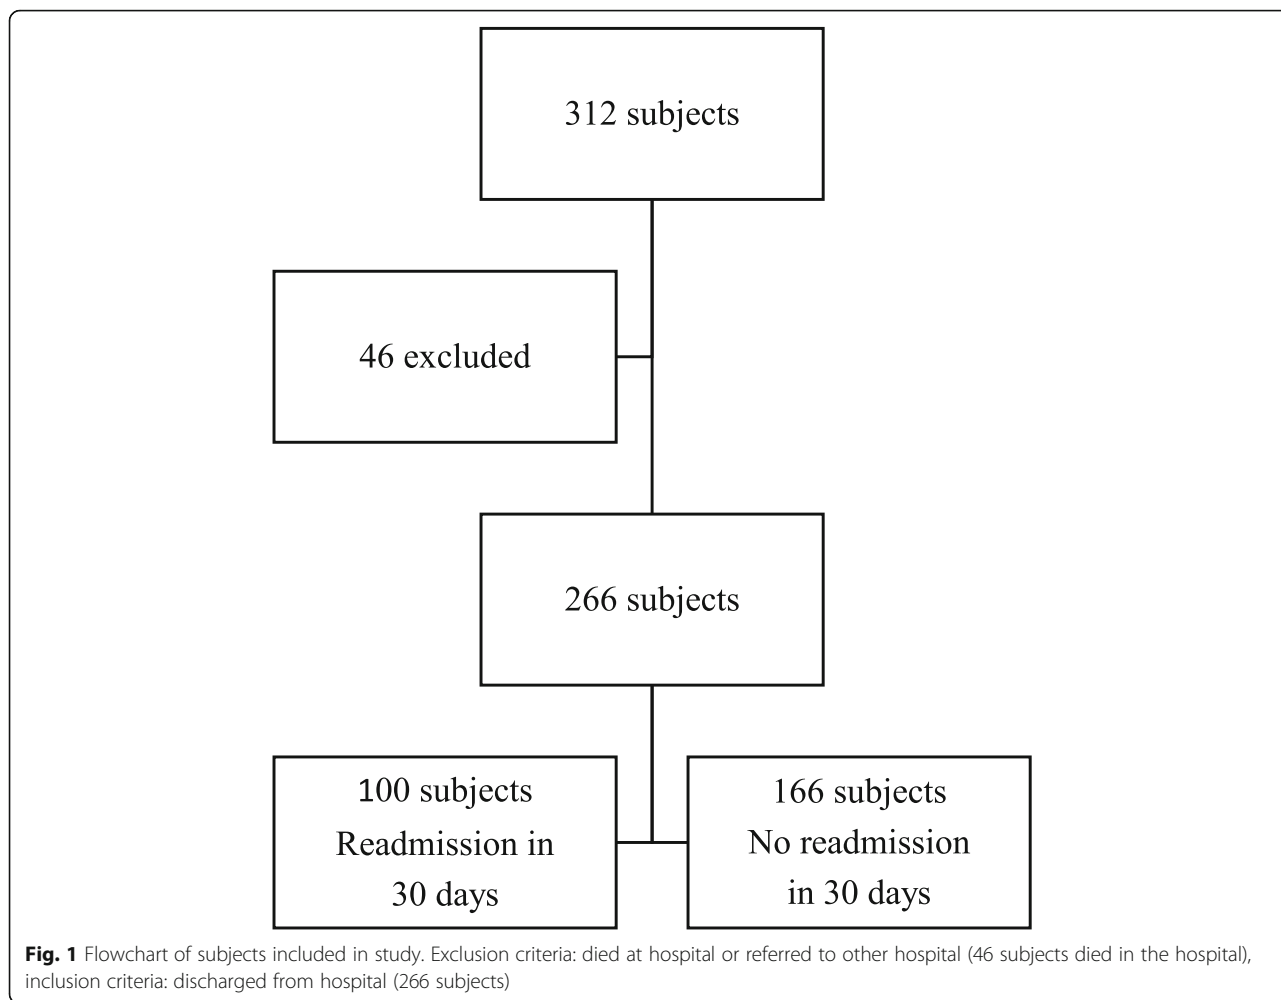 312 subjects
46 excluded
266 subjects
100 subjects
Readmission in
30 days
166 subjects
No readmission
in 30 days
Fig. 1 Flowchart of subjects included in study. Exclusion criteria: died at hospital or referred to other hospital (46 subjects died in the hospital),
inclusion criteria: discharged from hospital (266 subjects)